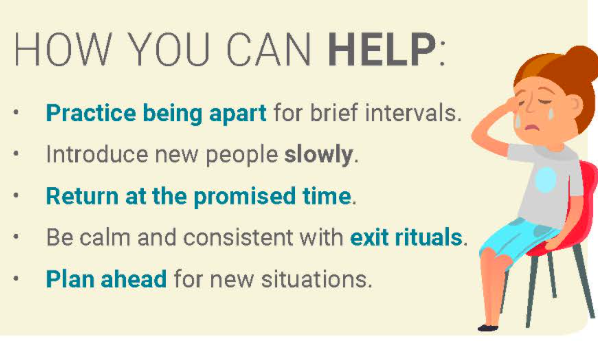 HOW YOU CAN HELP:
• Practice being apart for brief intervals.
• Introduce new people slowly.
• Return at the promised time.
• Be calm and consistent with exit rituals.
• Plan ahead for new situations.